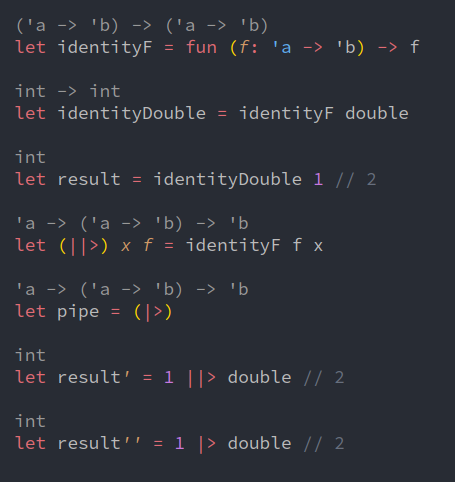 ('a -> 'b) -> ('a -> 'b)
let identityF = fun (f: 'a -> 'b) -> f
int -> int
let identityDouble = identityF double
int
let result = identityDouble 1 // 2
'a -> ('a -> 'b) -> 'b
let (||>) x f = identityF f x
'a -> ('a -> 'b) -> 'b
let pipe = (|>)
int
let result' = 1 ||> double // 2
int
let result'' = 1 |> double // 2